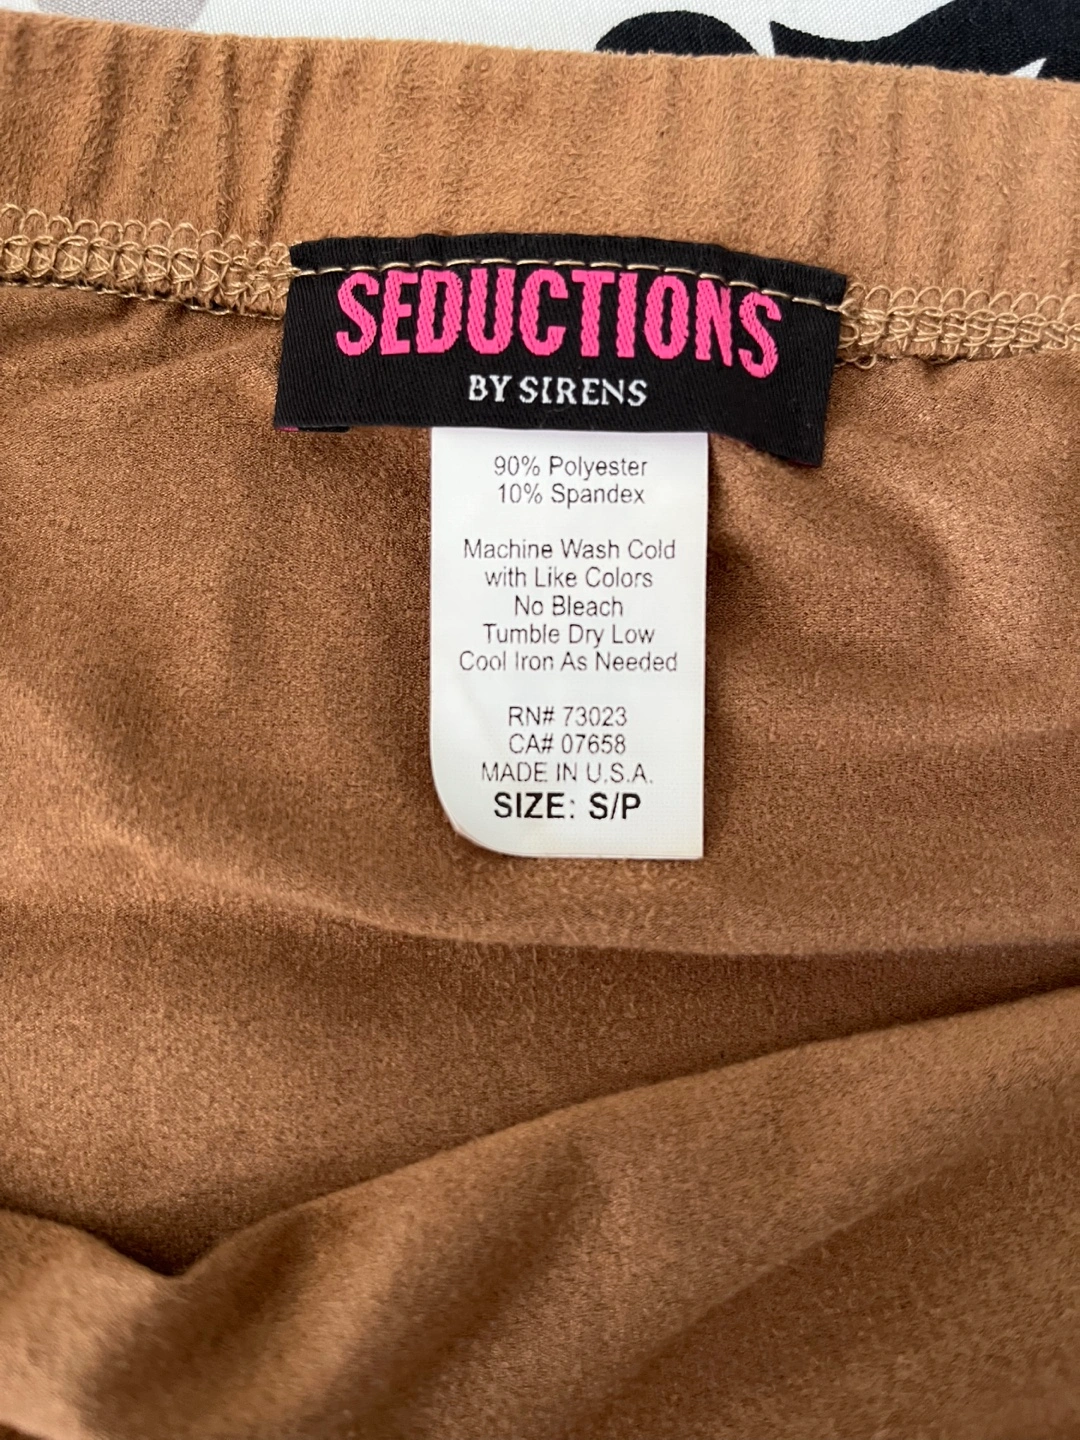 SEDUCTIONS
BY SIRENS
90% Polyester
10% Spandex
Machine Wash Cold
with Like Colors
No Bleach
Tumble Dry Low
Cool Iron As Needed
RN# 73023
CA# 07658
MADE IN U.S.A.
SIZE: S/P